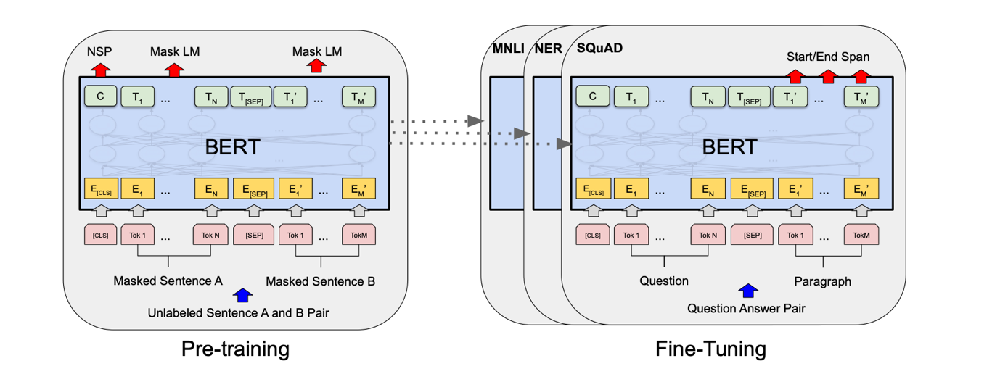 NSP Mask LM Mask LM
C T1 ... TN T[SEP] T1' ... TM'
...
BERT
...
E[CLS] E1 ... EN E[SEP] E1' ... EM'
[CLS] Tok 1 ... Tok N [SEP] Tok 1 ... TokM
Masked Sentence A Masked Sentence B
Unlabeled Sentence A and B Pair
Pre-training
MNLI NER SQuAD
Start/End Span
C T1 ... TN T[SEP] T1' ... TM'
...
BERT
...
E[CLS] E1 ... EN E[SEP] E1' ... EM'
[CLS] Tok 1 ... Tok N [SEP] Tok 1 ... TokM
Question Paragraph
Question Answer Pair
Fine-Tuning